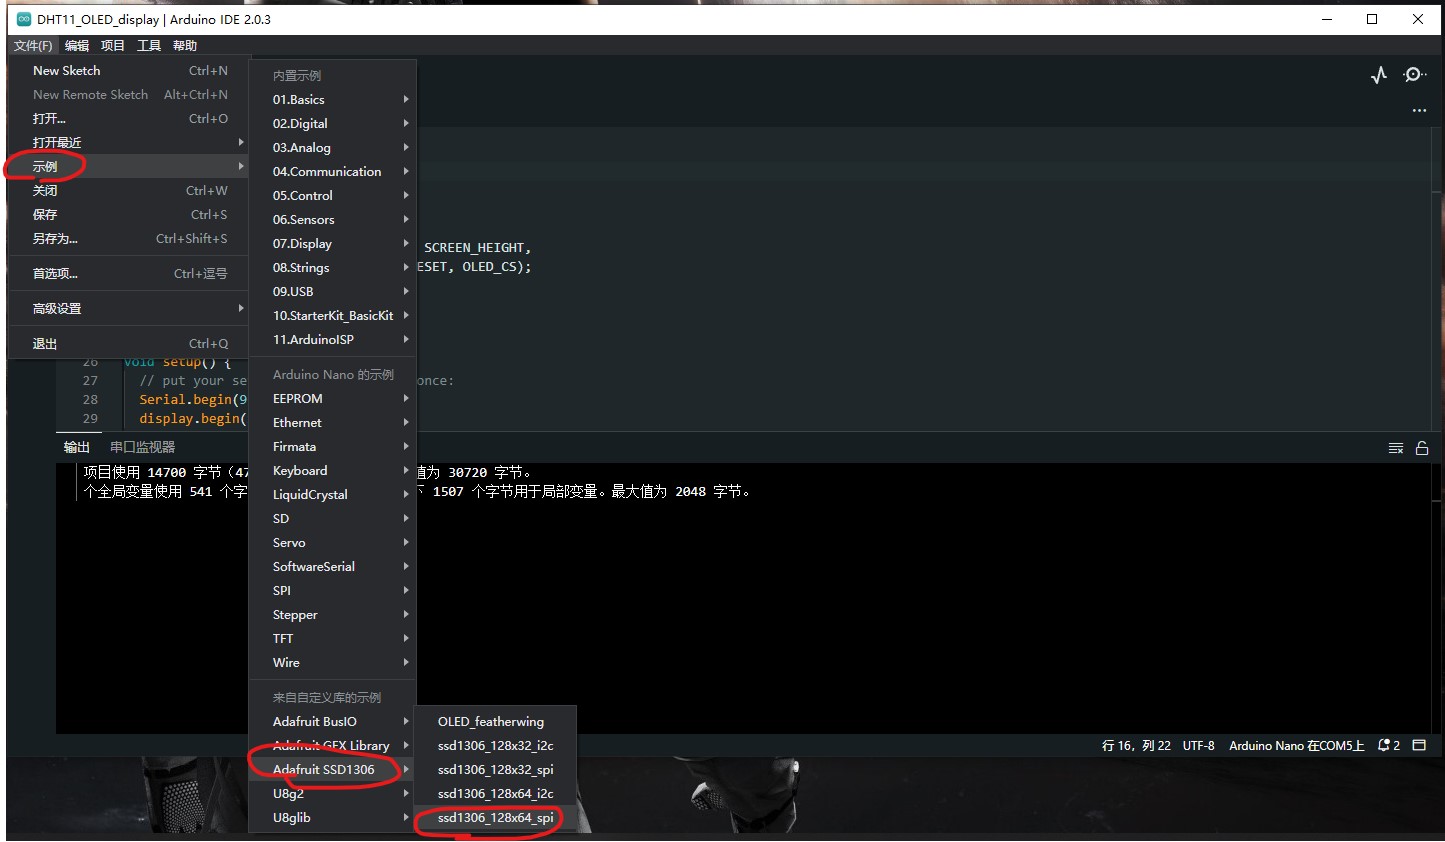 DHT11_OLED_display | Arduino IDE 2.0.3
文件(F) 编辑 项目 工具 帮助
New Sketch Ctrl+N
New Remote Sketch Alt+Ctrl+N
打开... Ctrl+O
打开最近
示例
关闭 Ctrl+W
保存 Ctrl+S
另存为... Ctrl+Shift+S
首选项... Ctrl+逗号
高级设置
退出 Ctrl+Q
内置示例
01.Basics
02.Digital
03.Analog
04.Communication
05.Control
06.Sensors
07.Display
08.Strings
09.USB
10.StarterKit_BasicKit
11.ArduinoISP
Arduino Nano 的示例
EEPROM
Ethernet
Firmata
Keyboard
LiquidCrystal
SD
Servo
SoftwareSerial
SPI
Stepper
TFT
Wire
来自自定义库的示例
Adafruit BusIO
Adafruit GFX Library
Adafruit SSD1306
U8g2
U8glib
OLED_featherwing
ssd1306_128x32_i2c
ssd1306_128x32_spi
ssd1306_128x64_i2c
ssd1306_128x64_spi
SCREEN_HEIGHT,
ESET, OLED_CS);
26 void setup() {
27 // put your se once:
28 Serial.begin(9
29 display.begin(
输出 串口监视器
项目使用 14700 字节（47 值为 30720 字节。
个全局变量使用 541 个字 1507 个字节用于局部变量。最大值为 2048 字节。
行 16，列 22 UTF-8 Arduino Nano 在COM5上 2